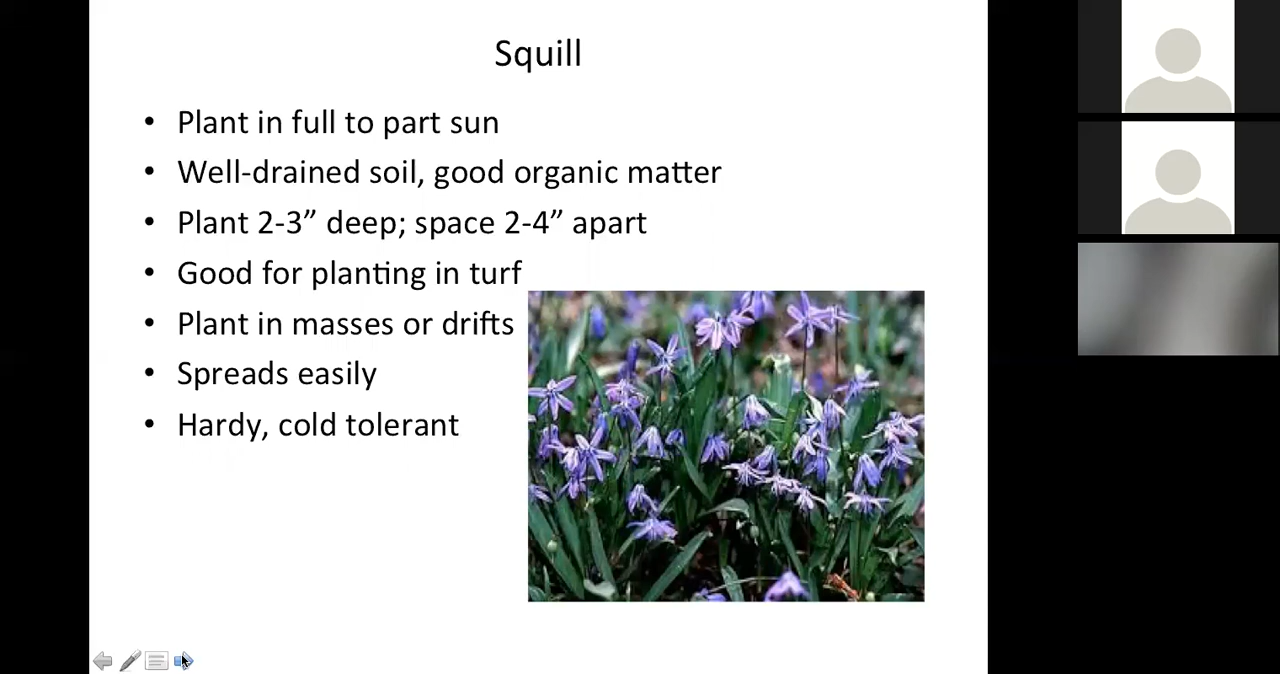 Squill
• Plant in full to part sun
• Well-drained soil, good organic matter
• Plant 2-3” deep; space 2-4” apart
• Good for planting in turf
• Plant in masses or drifts
• Spreads easily
• Hardy, cold tolerant